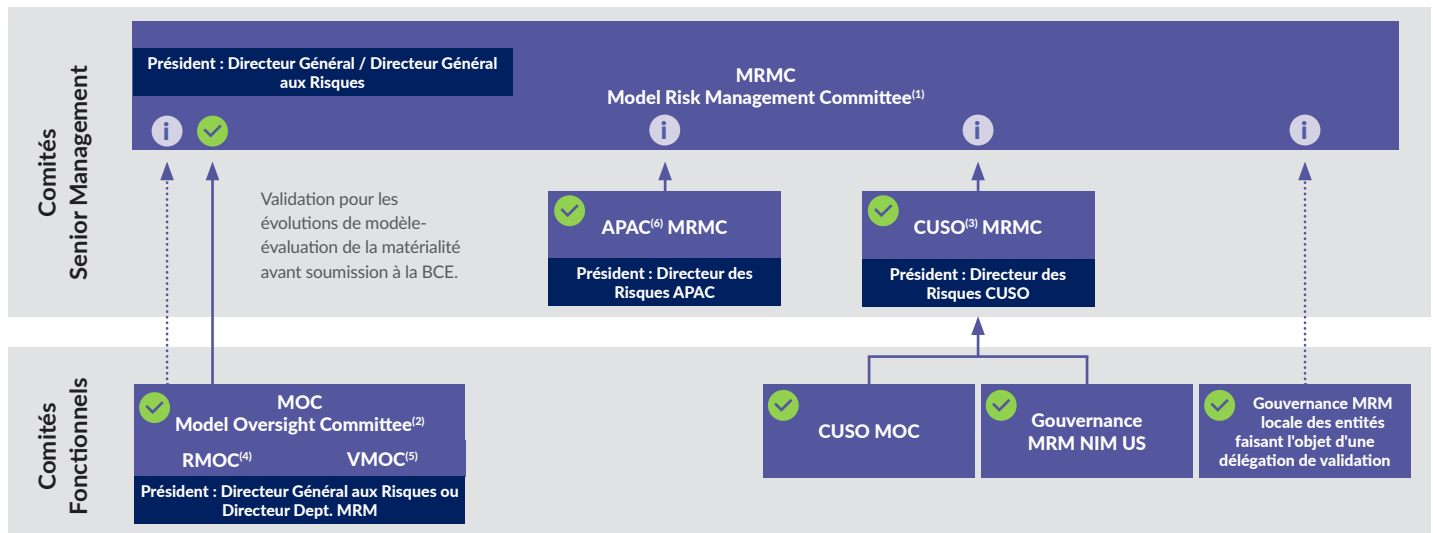 Comités
Senior Management
Président : Directeur Général / Directeur Général
aux Risques
MRMC
Model Risk Management Committee(1)
i
i
i
i
Validation pour les
évolutions de modèle-
évaluation de la matérialité
avant soumission à la BCE.
APAC(6) MRMC
Président : Directeur des
Risques APAC
CUSO(3) MRMC
Président : Directeur des
Risques CUSO
Comités
Fonctionnels
MOC
Model Oversight Committee(2)
RMOC(4)
VMOC(5)
Président : Directeur Général aux Risques ou
Directeur Dept. MRM
CUSO MOC
Gouvernance
MRM NIM US
Gouvernance MRM
locale des entités
faisant l'objet d'une
délégation de validation